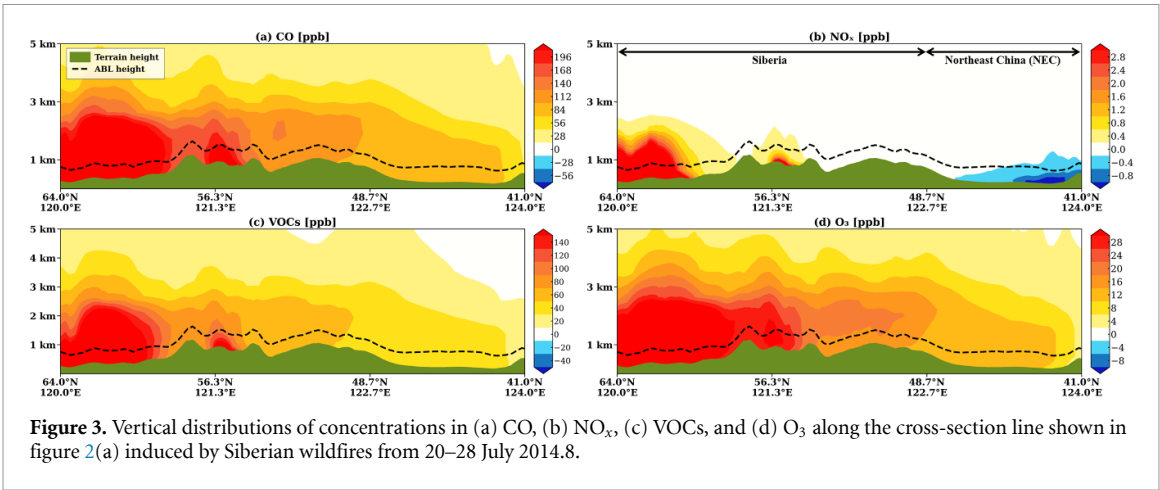 (a) CO [ppb]
5 km
3 km
1 km
Terrain height
ABL height
196
168
140
112
84
56
28
0
−28
−56
64.0°N
120.0°E
56.3°N
121.3°E
48.7°N
122.7°E
41.0°N
124.0°E
(b) NOₓ [ppb]
5 km
3 km
1 km
Siberia
Northeast China (NEC)
2.8
2.4
2.0
1.6
1.2
0.8
0.4
0
−0.4
−0.8
64.0°N
120.0°E
56.3°N
121.3°E
48.7°N
122.7°E
41.0°N
124.0°E
(c) VOCs [ppb]
5 km
4 km
3 km
2 km
1 km
140
120
100
80
60
40
20
0
−20
−40
64.0°N
120.0°E
56.3°N
121.3°E
48.7°N
122.7°E
41.0°N
124.0°E
(d) O₃ [ppb]
5 km
3 km
1 km
28
24
20
16
12
8
4
0
−4
−8
64.0°N
120.0°E
56.3°N
121.3°E
48.7°N
122.7°E
41.0°N
124.0°E
Figure 3. Vertical distributions of concentrations in (a) CO, (b) NOₓ, (c) VOCs, and (d) O₃ along the cross-section line shown in
figure 2(a) induced by Siberian wildfires from 20–28 July 2014.8.